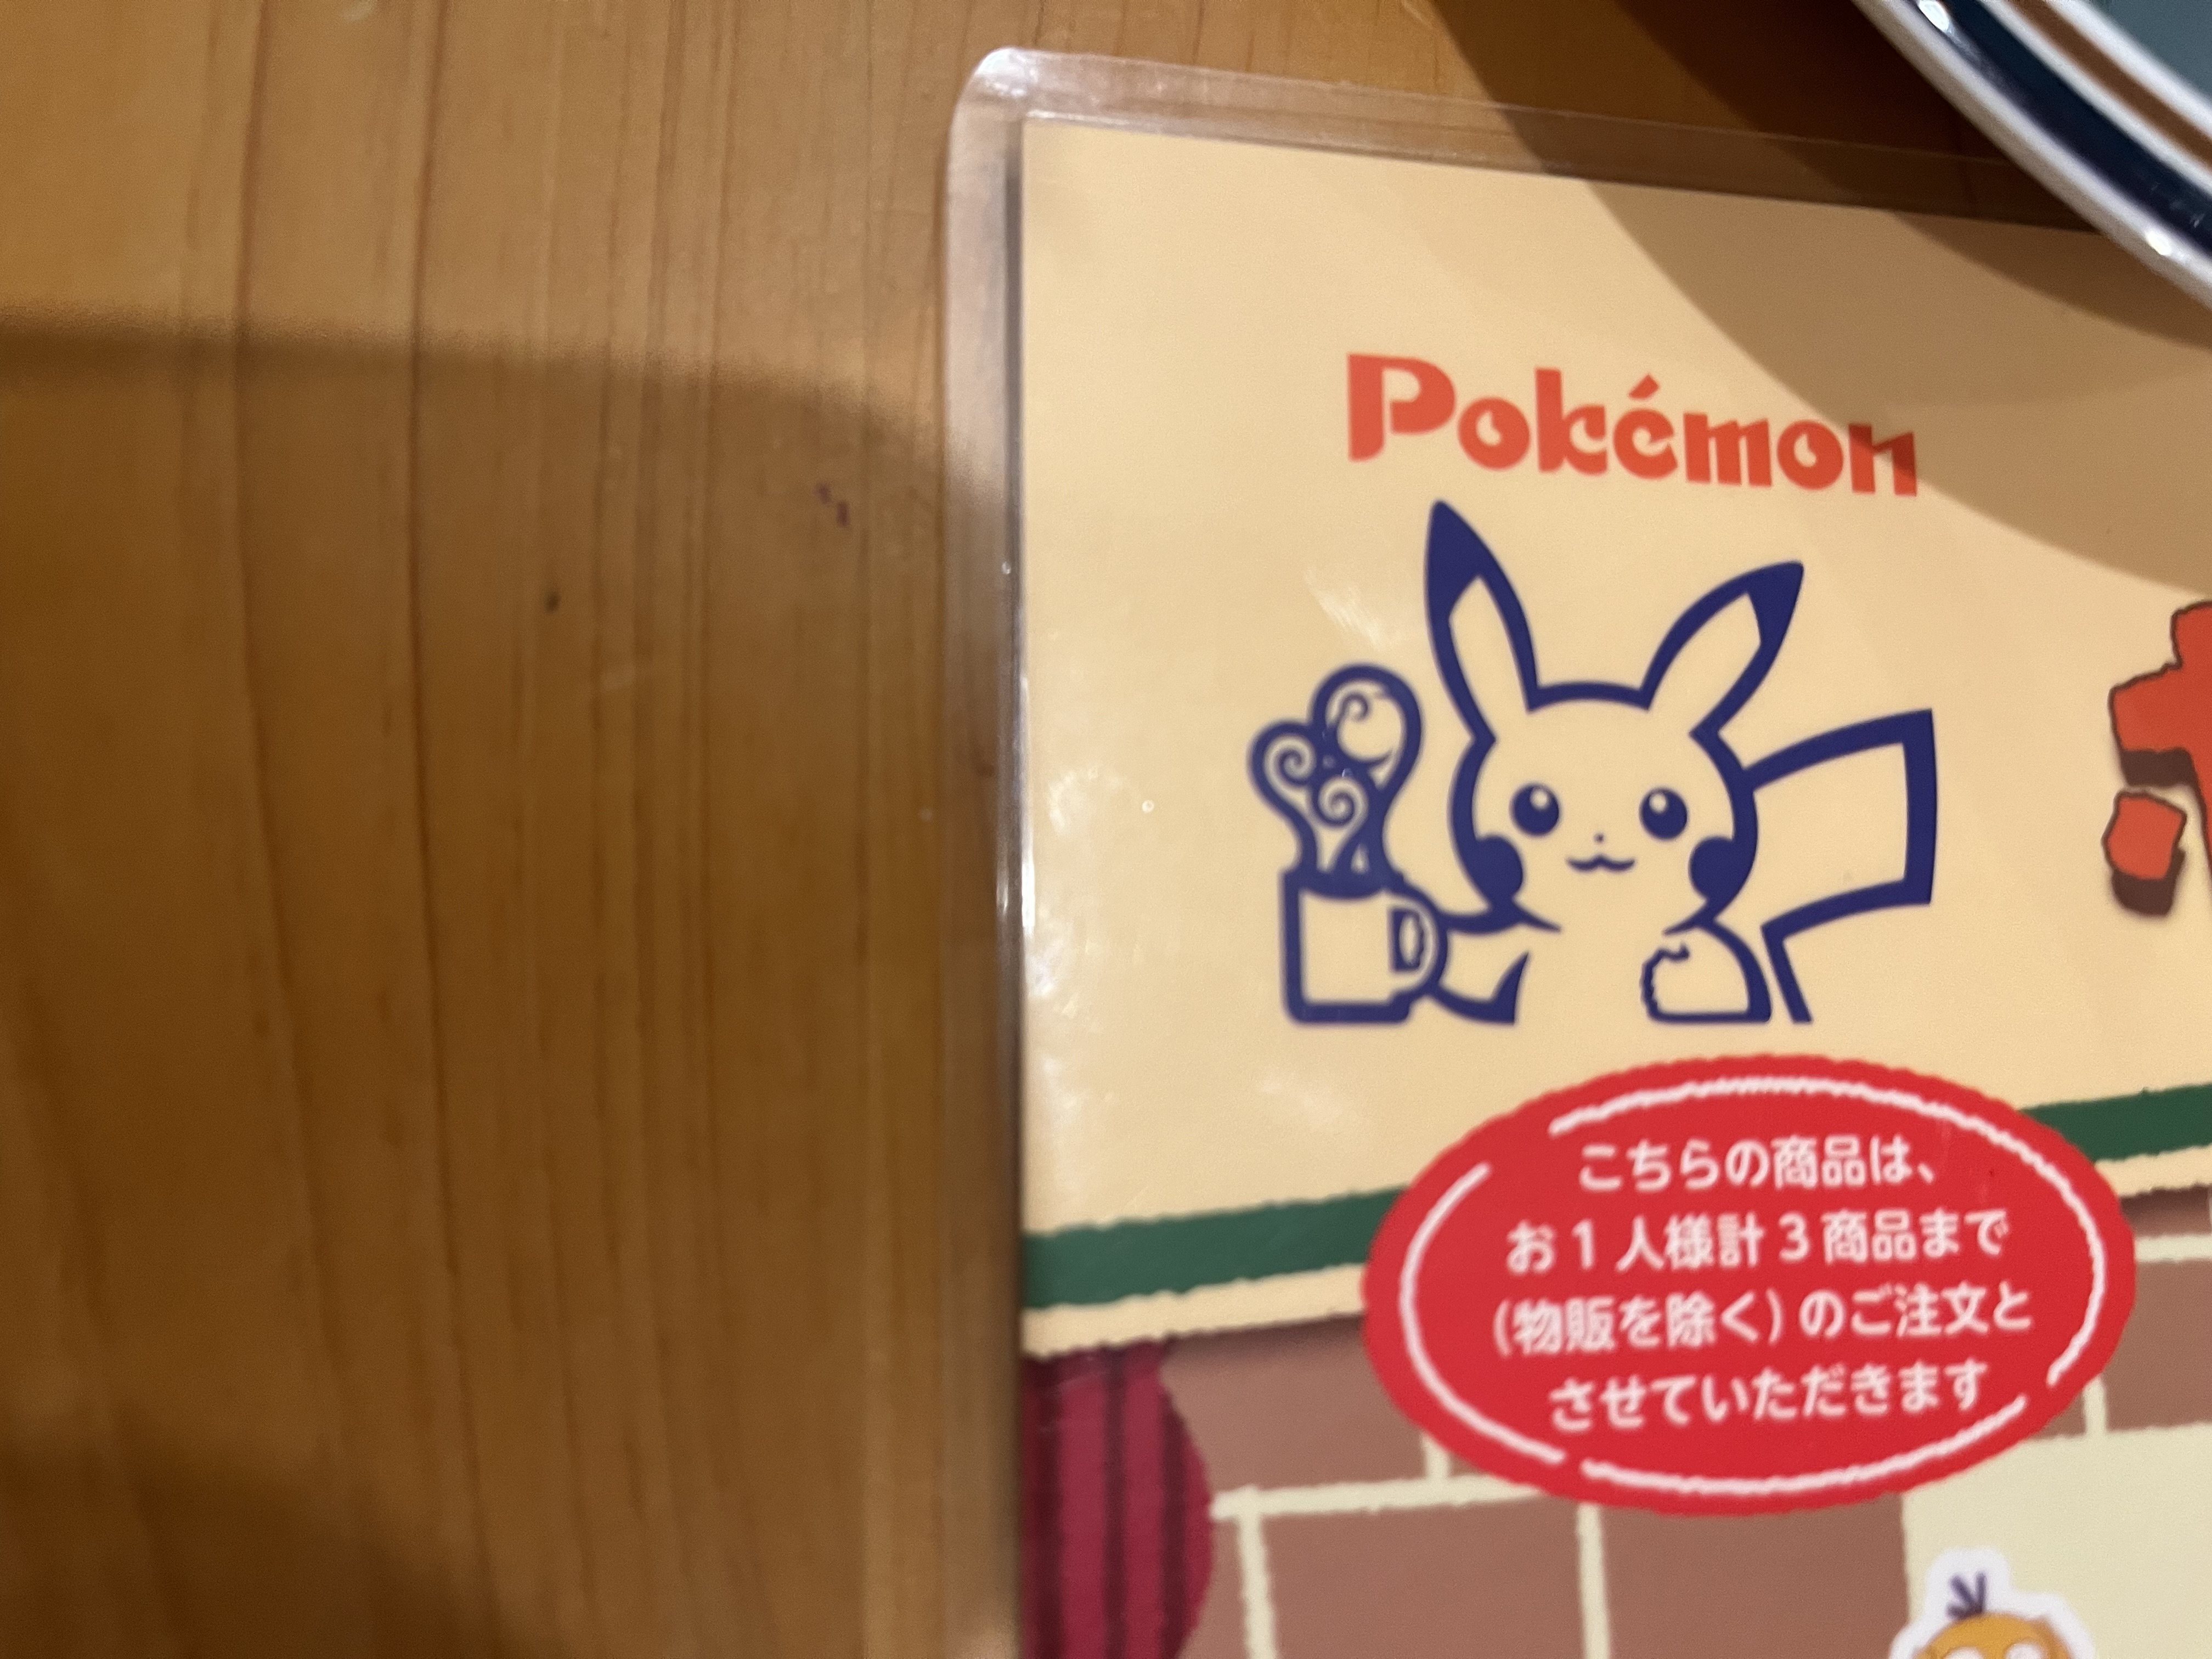 Pokémon
こちらの商品は、
お1人様計3商品まで
(物販を除く)のご注文と
させていただきます